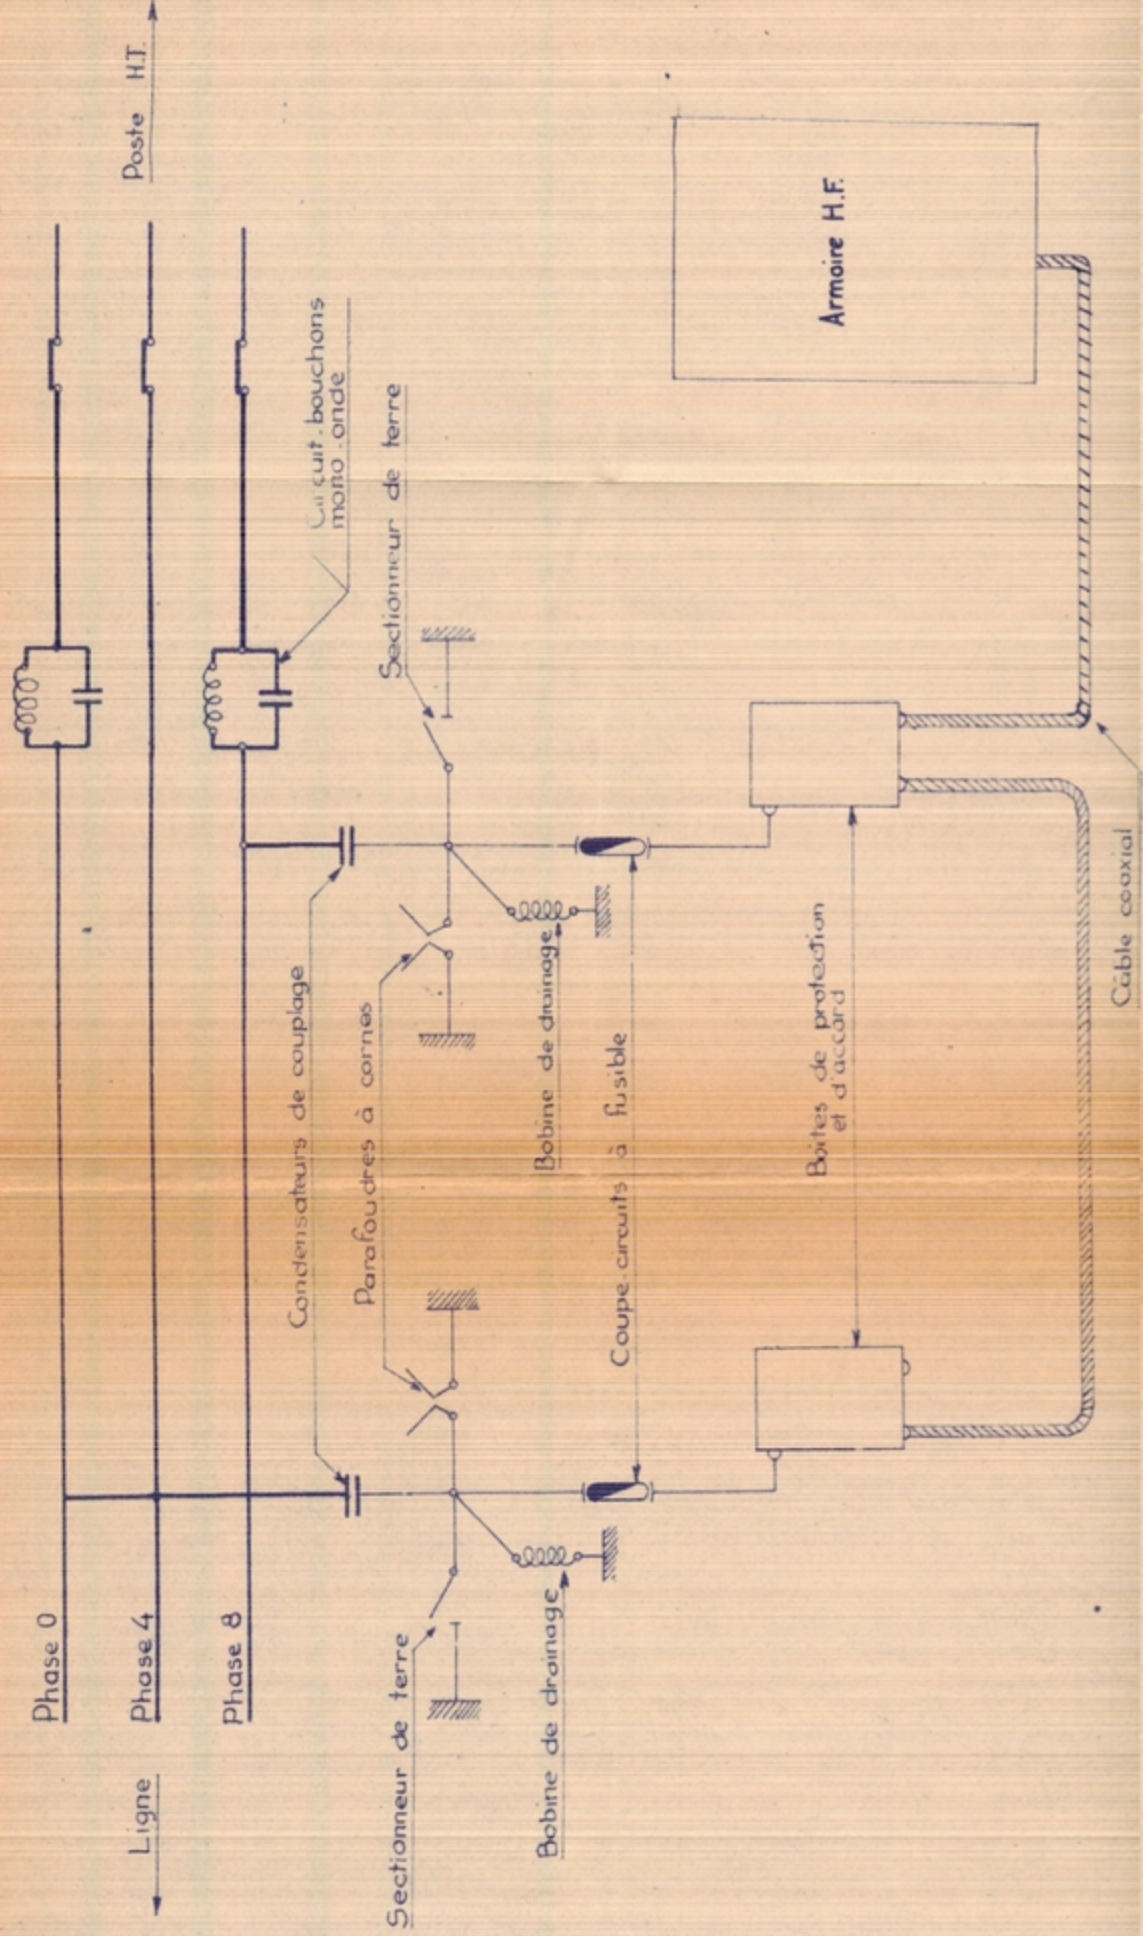 Poste H.T.
Ligne
Phase 0
Phase 4
Phase 8
Circuit.bouchons
mono.onde
Condensateurs de couplage
Sectionneur de terre
Parafoudres à cornes
Sectionneur de terre
Bobine de drainage
Bobine de drainage
Coupe.circuits à fusible
Armoire H.F.
Boîtes de protection
et d'accord
Câble coaxial